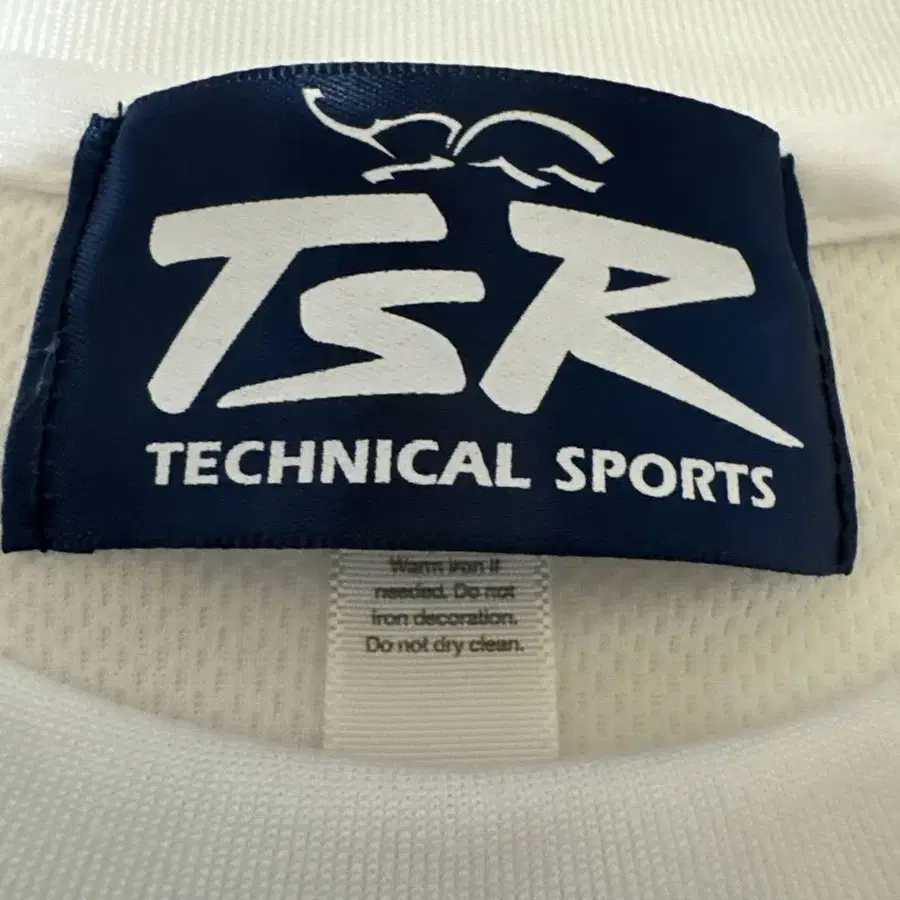 TSR
TECHNICAL SPORTS
Warm iron if
needed. Do not
iron decoration.
Do not dry clean.